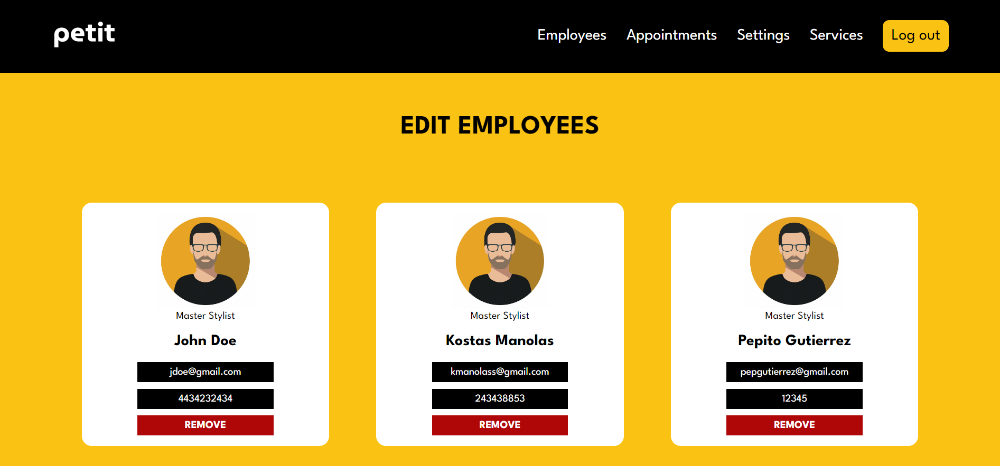 petit
Employees Appointments Settings Services Log out
EDIT EMPLOYEES
Master Stylist
John Doe
jdoe@gmail.com
4434232434
REMOVE
Master Stylist
Kostas Manolas
kmanolass@gmail.com
243438853
REMOVE
Master Stylist
Pepito Gutierrez
pepgutierrez@gmail.com
12345
REMOVE